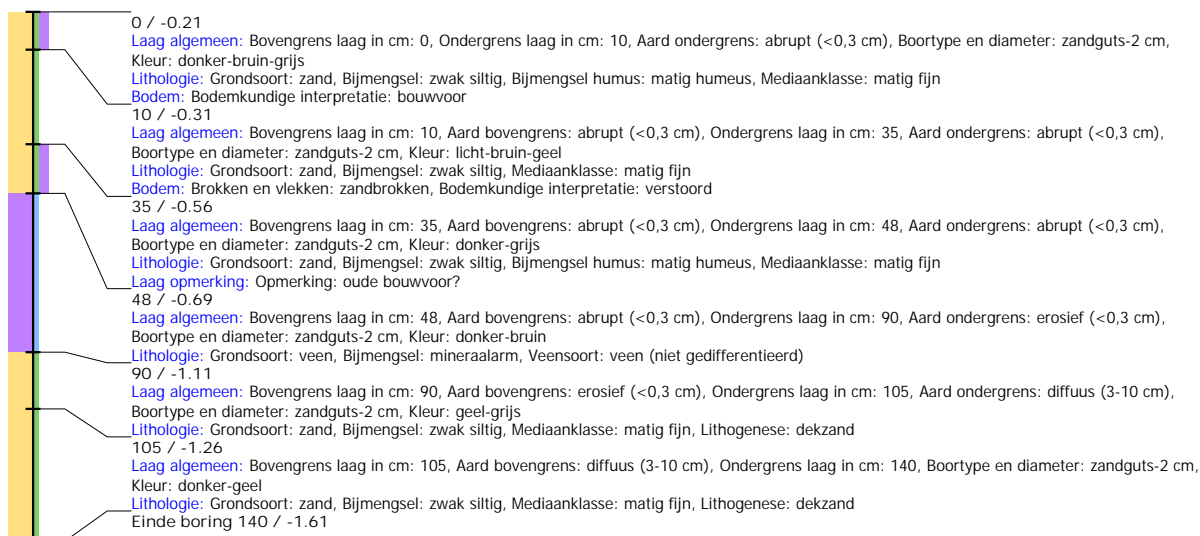 0 / -0.21
Laag algemeen: Bovengrens laag in cm: 0, Ondergrens laag in cm: 10, Aard ondergrens: abrupt (<0,3 cm), Boortype en diameter: zandguts-2 cm,
Kleur: donker-bruin-grijs
Lithologie: Grondsoort: zand, Bijmengsel: zwak siltig, Bijmengsel humus: matig humeus, Mediaanklasse: matig fijn
Bodem: Bodemkundige interpretatie: bouwvoor
10 / -0.31
Laag algemeen: Bovengrens laag in cm: 10, Aard bovengrens: abrupt (<0,3 cm), Ondergrens laag in cm: 35, Aard ondergrens: abrupt (<0,3 cm),
Boortype en diameter: zandguts-2 cm, Kleur: licht-bruin-geel
Lithologie: Grondsoort: zand, Bijmengsel: zwak siltig, Mediaanklasse: matig fijn
Bodem: Brokken en vlekken: zandbrokken, Bodemkundige interpretatie: verstoord
35 / -0.56
Laag algemeen: Bovengrens laag in cm: 35, Aard bovengrens: abrupt (<0,3 cm), Ondergrens laag in cm: 48, Aard ondergrens: abrupt (<0,3 cm),
Boortype en diameter: zandguts-2 cm, Kleur: donker-grijs
Lithologie: Grondsoort: zand, Bijmengsel: zwak siltig, Bijmengsel humus: matig humeus, Mediaanklasse: matig fijn
Laag opmerking: Opmerking: oude bouwvoor?
48 / -0.69
Laag algemeen: Bovengrens laag in cm: 48, Aard bovengrens: abrupt (<0,3 cm), Ondergrens laag in cm: 90, Aard ondergrens: erosief (<0,3 cm),
Boortype en diameter: zandguts-2 cm, Kleur: donker-bruin
Lithologie: Grondsoort: veen, Bijmengsel: mineraalarm, Veensoort: veen (niet gedifferentieerd)
90 / -1.11
Laag algemeen: Bovengrens laag in cm: 90, Aard bovengrens: erosief (<0,3 cm), Ondergrens laag in cm: 105, Aard ondergrens: diffuus (3-10 cm),
Boortype en diameter: zandguts-2 cm, Kleur: geel-grijs
Lithologie: Grondsoort: zand, Bijmengsel: zwak siltig, Mediaanklasse: matig fijn, Lithogenese: dekzand
105 / -1.26
Laag algemeen: Bovengrens laag in cm: 105, Aard bovengrens: diffuus (3-10 cm), Ondergrens laag in cm: 140, Boortype en diameter: zandguts-2 cm,
Kleur: donker-geel
Lithologie: Grondsoort: zand, Bijmengsel: zwak siltig, Mediaanklasse: matig fijn, Lithogenese: dekzand
Einde boring 140 / -1.61